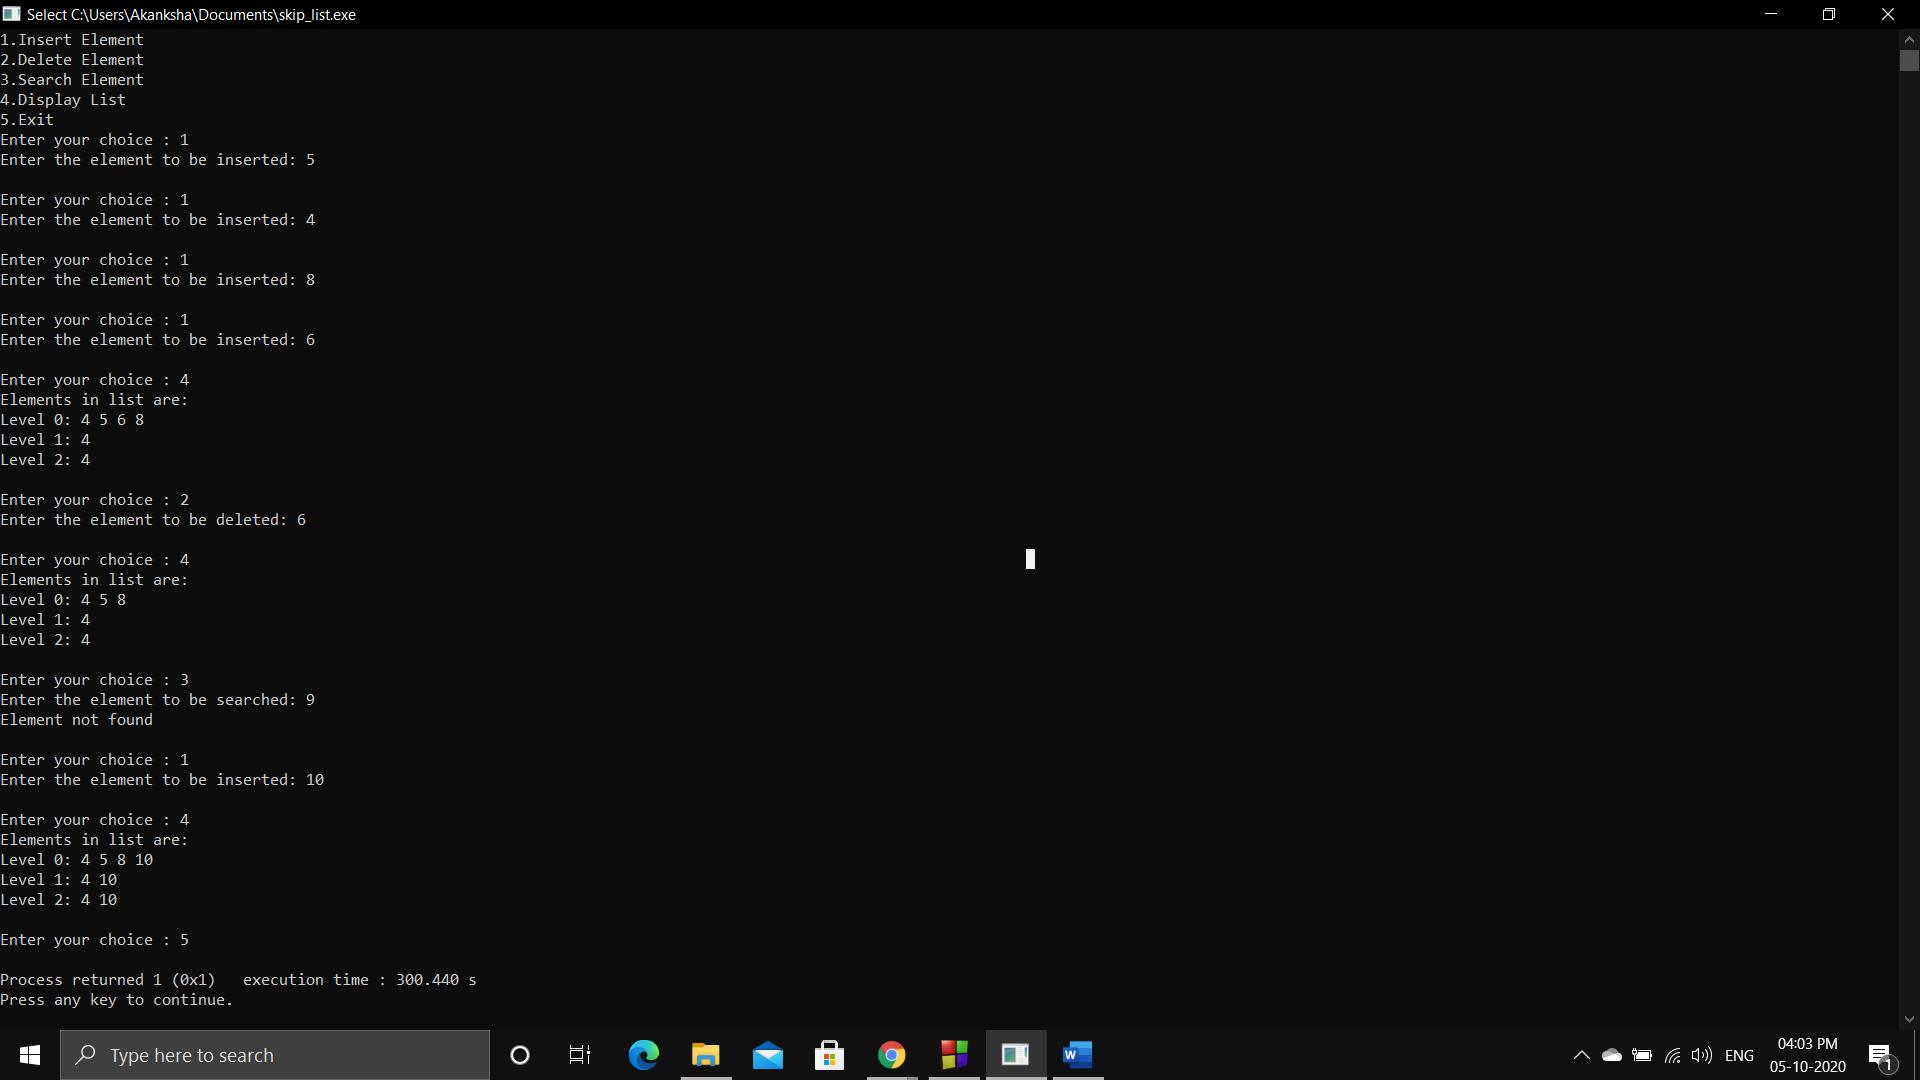 Select C:\Users\Akanksha\Documents\skip_list.exe
1.Insert Element
2.Delete Element
3.Search Element
4.Display List
5.Exit
Enter your choice : 1
Enter the element to be inserted: 5
Enter your choice : 1
Enter the element to be inserted: 4
Enter your choice : 1
Enter the element to be inserted: 8
Enter your choice : 1
Enter the element to be inserted: 6
Enter your choice : 4
Elements in list are:
Level 0: 4 5 6 8
Level 1: 4
Level 2: 4
Enter your choice : 2
Enter the element to be deleted: 6
Enter your choice : 4
Elements in list are:
Level 0: 4 5 8
Level 1: 4
Level 2: 4
Enter your choice : 3
Enter the element to be searched: 9
Element not found
Enter your choice : 1
Enter the element to be inserted: 10
Enter your choice : 4
Elements in list are:
Level 0: 4 5 8 10
Level 1: 4 10
Level 2: 4 10
Enter your choice : 5
Process returned 1 (0x1)   execution time : 300.440 s
Press any key to continue.
Type here to search
W
ENG
04:03 PM
05-10-2020
1